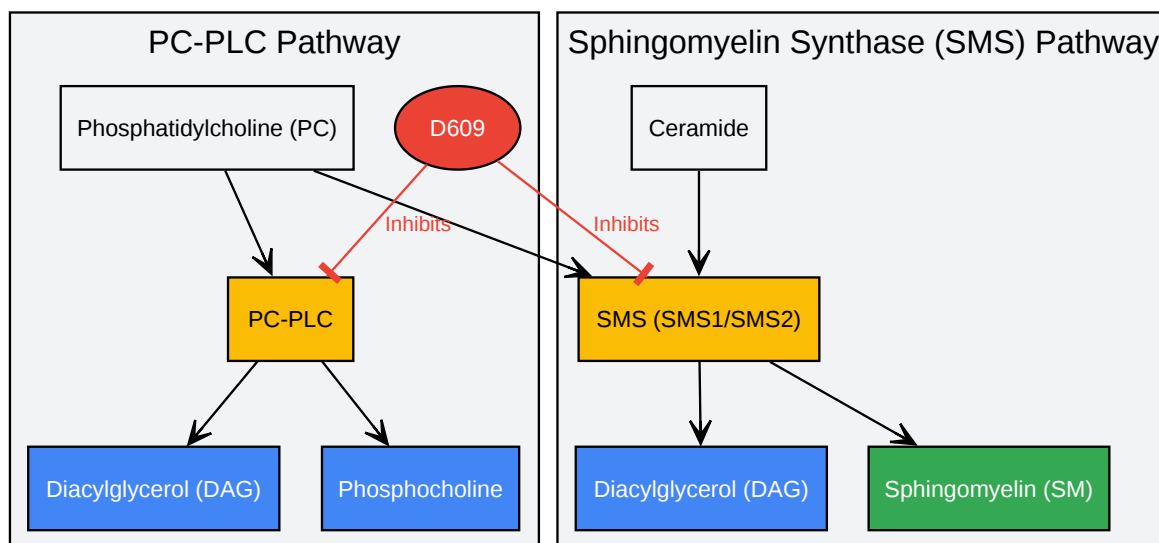 PC-PLC Pathway
Sphingomyelin Synthase (SMS) Pathway
Phosphatidylcholine (PC)
D609
Ceramide
Inhibits
Inhibits
PC-PLC
SMS (SMS1/SMS2)
Diacylglycerol (DAG)
Phosphocholine
Diacylglycerol (DAG)
Sphingomyelin (SM)